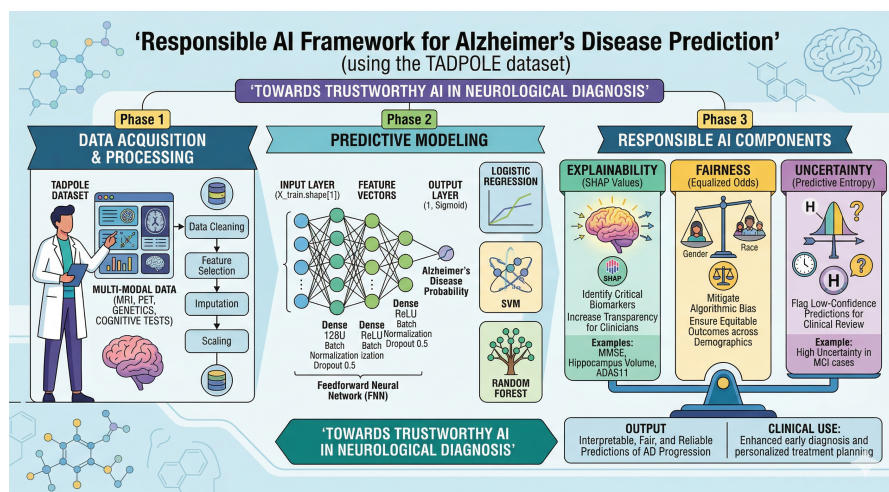 'Responsible AI Framework for Alzheimer's Disease Prediction'
(using the TADPOLE dataset)
'TOWARDS TRUSTWORTHY AI IN NEUROLOGICAL DIAGNOSIS'
Phase 1
DATA ACQUISITION
& PROCESSING
TADPOLE
DATASET
MULTI-MODAL DATA
(MRI, PET,
GENETICS,
COGNITIVE TESTS)
Data Cleaning
Feature
Selection
Imputation
Scaling
Phase 2
PREDICTIVE MODELING
INPUT LAYER
(X_train.shape[1])
FEATURE
VECTORS
OUTPUT
LAYER
(1, Sigmoid)
Alzheimer's
Disease
Probability
Dense
128U
Batch
Normalization
Dropout 0.5
Dense
ReLU
Batch
ization
Dropout 0.5
Dense
ReLU
Batch
Normalization
Dropout 0.5
Feedforward Neural
Network (FNN)
LOGISTIC
REGRESSION
SVM
RANDOM
FOREST
'TOWARDS TRUSTWORTHY AI
IN NEUROLOGICAL DIAGNOSIS'
Phase 3
RESPONSIBLE AI COMPONENTS
EXPLAINABILITY
(SHAP Values)
SHAP
Identify Critical
Biomarkers
Increase Transparency
for Clinicians
Examples:
MMSE,
Hippocampus Volume,
ADAS11
FAIRNESS
(Equalized Odds)
Gender
Race
Mitigate
Algorithmic Bias
Ensure Equitable
Outcomes across
Demographics
UNCERTAINTY
(Predictive Entropy)
H
?
H
?
Flag Low-Confidence
Predictions for
Clinical Review
Example:
High Uncertainty in
MCI cases
OUTPUT
Interpretable, Fair, and Reliable
Predictions of AD Progression
CLINICAL USE:
Enhanced early diagnosis and
personalized treatment planning